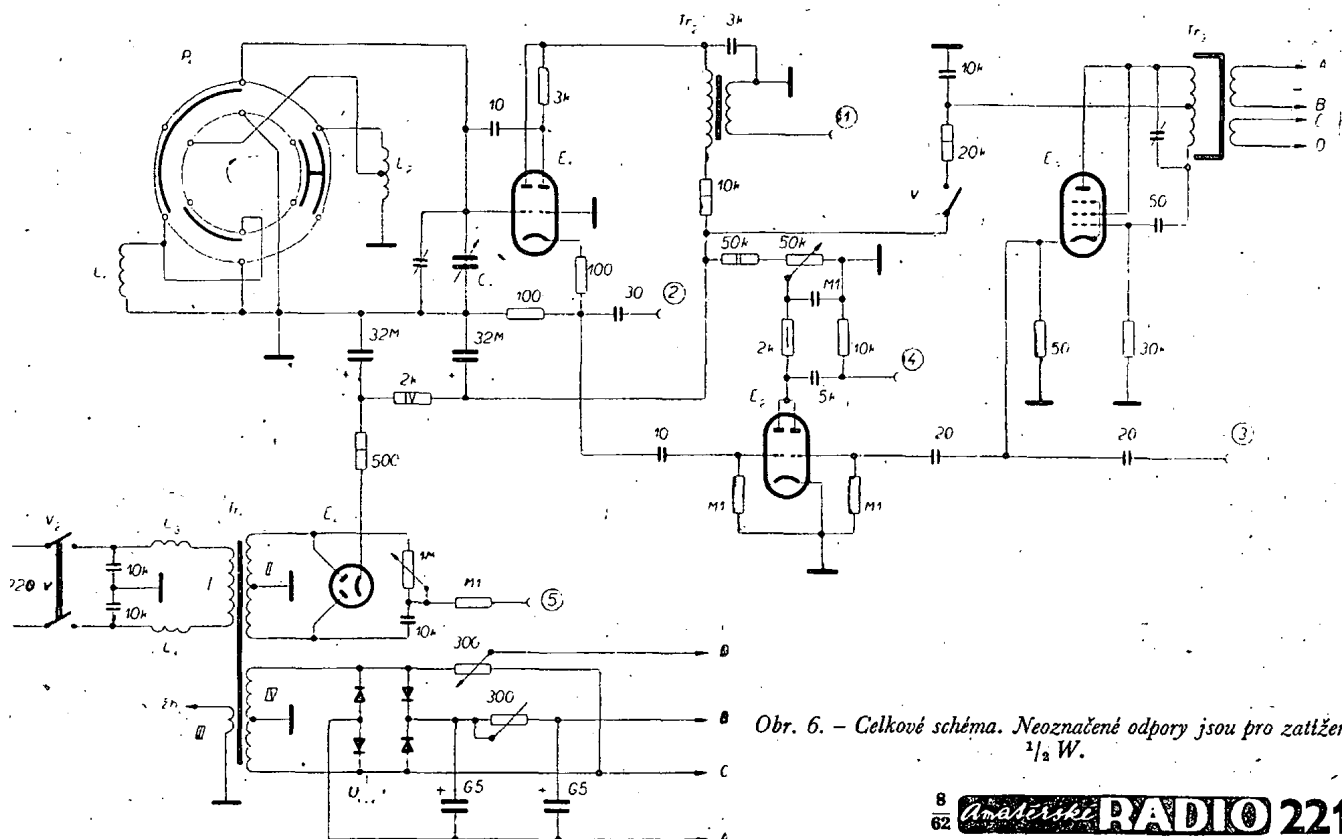 Tr₂
3k
P₁
10k
Tr₃
A
B
C
D
10
3k
①
L₂
E₁
20k
E₃
10k
V
50
50k
50k
L₁
C₁
100
M1
100
30
②
32M
32M
2k
10k
50
30k
④
2k
5k
E₂
10
20
20
③
500
M1
M1
V₂
L₃
Tr₁
E₄
1M
220 V
10k
I
II
M1
⑤
10k
10k
L₄
300
D
IV
300
B
III
C
G5
G5
A
Obr. 6. – Celkové schéma. Neoznačené odpory jsou pro zatížen
¹/₂ W.
8
62 Amatérské RADIO 221